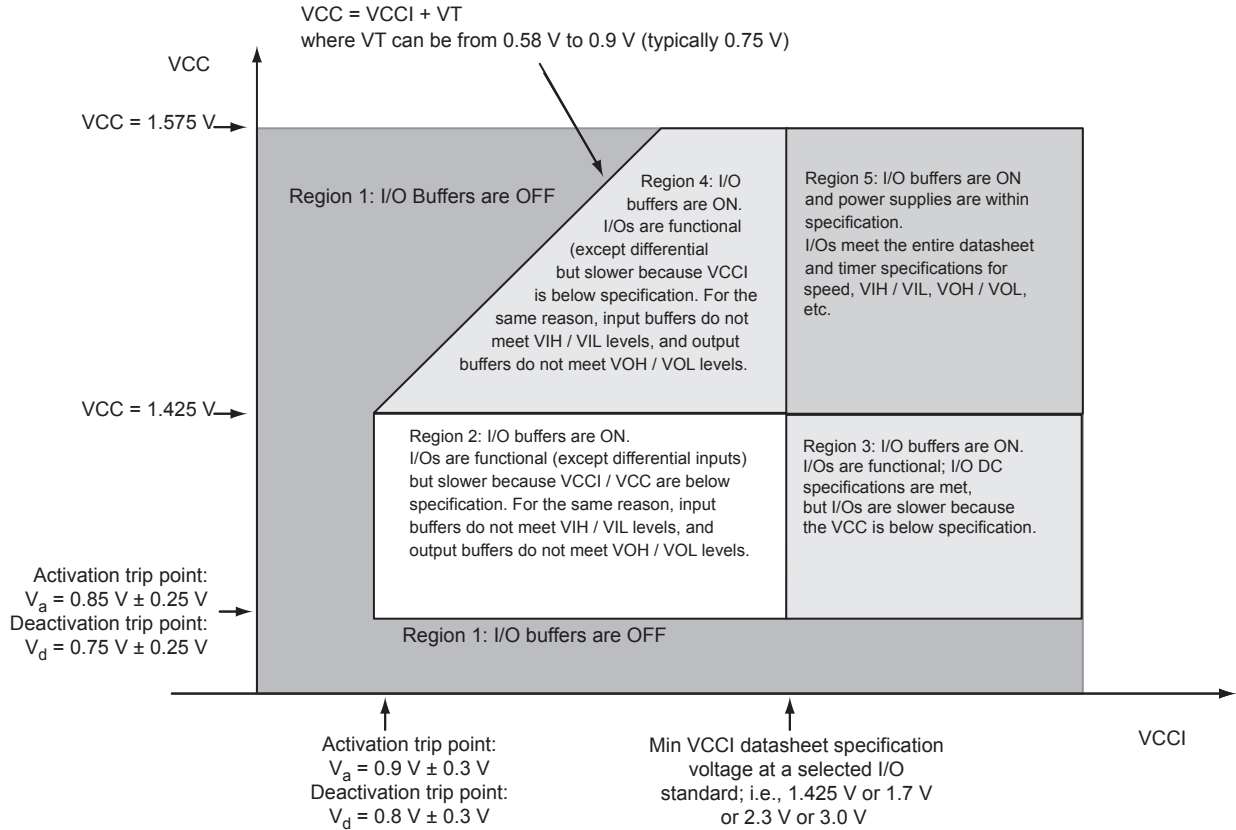 VCC = VCCI + VT
where VT can be from 0.58 V to 0.9 V (typically 0.75 V)
VCC
VCC = 1.575 V
Region 1: I/O Buffers are OFF
Region 4: I/O
buffers are ON.
I/Os are functional
(except differential
but slower because VCCI
is below specification. For the
same reason, input buffers do not
meet VIH / VIL levels, and output
buffers do not meet VOH / VOL levels.
Region 5: I/O buffers are ON
and power supplies are within
specification.
I/Os meet the entire datasheet
and timer specifications for
speed, VIH / VIL, VOH / VOL,
etc.
VCC = 1.425 V
Region 2: I/O buffers are ON.
I/Os are functional (except differential inputs)
but slower because VCCI / VCC are below
specification. For the same reason, input
buffers do not meet VIH / VIL levels, and
output buffers do not meet VOH / VOL levels.
Region 3: I/O buffers are ON.
I/Os are functional; I/O DC
specifications are met,
but I/Os are slower because
the VCC is below specification.
Activation trip point:
Va = 0.85 V ± 0.25 V
Deactivation trip point:
Vd = 0.75 V ± 0.25 V
Region 1: I/O buffers are OFF
Activation trip point:
Va = 0.9 V ± 0.3 V
Deactivation trip point:
Vd = 0.8 V ± 0.3 V
Min VCCI datasheet specification
voltage at a selected I/O
standard; i.e., 1.425 V or 1.7 V
or 2.3 V or 3.0 V
VCCI